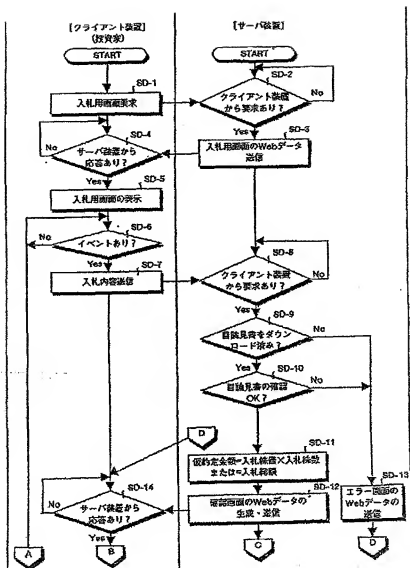 [クライアント装置]
(投資家)
[サーバ装置]
START
START
SD-1
SD-2
入札用画面要求
クライアント装置
から要求あり？
No
Yes
SD-3
SD-4
No
サーバ装置から
応答あり？
入札用画面のWebデータ
送信
Yes
SD-5
入札用画面の表示
SD-6
No
イベントあり？
Yes
SD-7
入札内容送信
SD-8
クライアント装置
から要求あり？
No
Yes
SD-9
目論見書をダウン
ロード済み？
No
Yes
SD-10
目論見書の確認
OK？
No
Yes
D
SD-11
仮約定金額=入札株価×入札株数
または=入札総額
SD-12
確認画面のWebデータの
生成・送信
SD-13
エラー画面の
Webデータの
送信
SD-14
No
サーバ装置から
応答あり？
Yes
A
B
C
D